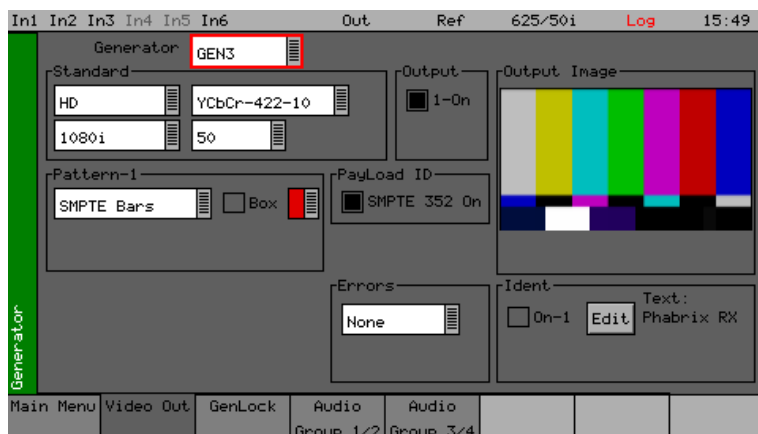 In1 In2 In3 In4 In5 In6 Out Ref 625/50i Log 15:49
Generator GEN3
Standard
HD YCbCr-422-10
1080i 50
Output
1-On
Output Image
Pattern-1
SMPTE Bars Box
PayLoad ID
SMPTE 352 On
Errors
None
Ident
On-1 Edit Text:
Phabrix RX
Generator
Main Menu Video Out GenLock Audio Audio
Group 1/2 Group 3/4